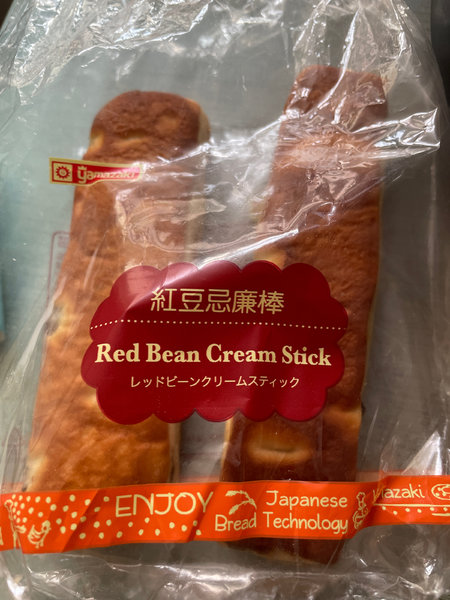 Yamazaki
紅豆忌廉棒
Red Bean Cream Stick
レッドビーンクリームスティック
ENJOY Japanese
Bread Technology
Yamazaki